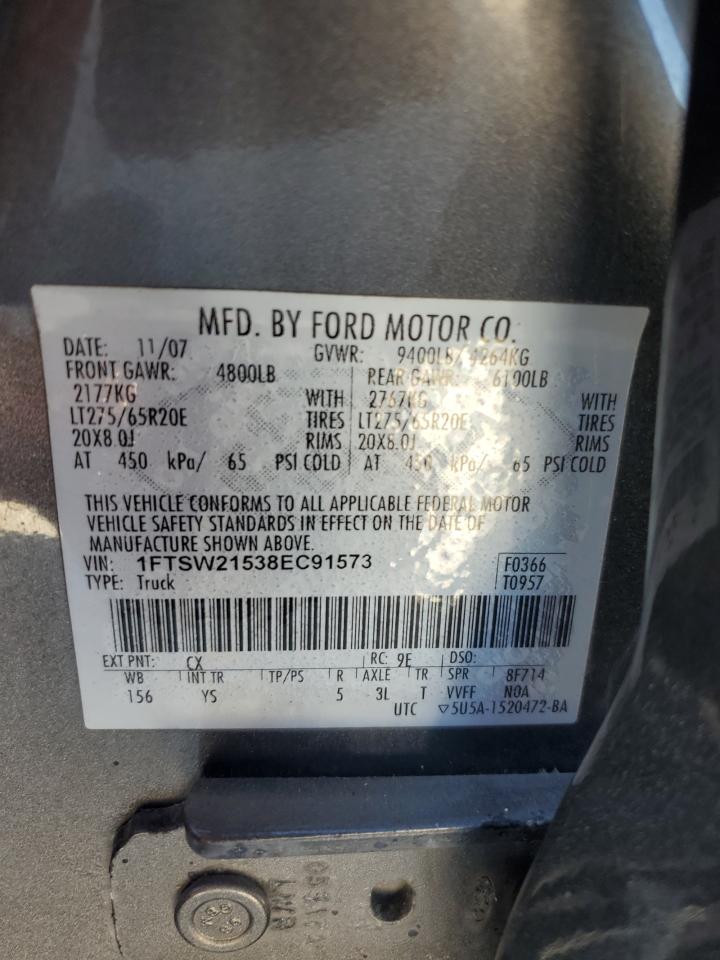 MFD. BY FORD MOTOR CO.
DATE: 11/07 GVWR: 9400LB/ 4264KG
FRONT GAWR: 4800LB REAR GAWR: 6100LB
2177KG WITH 2767KG WITH
LT275/65R20E TIRES LT275/65R20E TIRES
20X8.0J RIMS 20X8.0J RIMS
AT 450 kPa/ 65 PSI COLD AT 450 kPa/ 65 PSI COLD
THIS VEHICLE CONFORMS TO ALL APPLICABLE FEDERAL MOTOR
VEHICLE SAFETY STANDARDS IN EFFECT ON THE DATE OF
MANUFACTURE SHOWN ABOVE.
VIN: 1FTSW21538EC91573 F0366
TYPE: Truck T0957
EXT PNT: CX RC: 9E DSO:
WB INT TR TP/PS R AXLE TR SPR 8F714
156 YS 5 3L T VVFF N0A
UTC ▽5U5A-1520472-BA